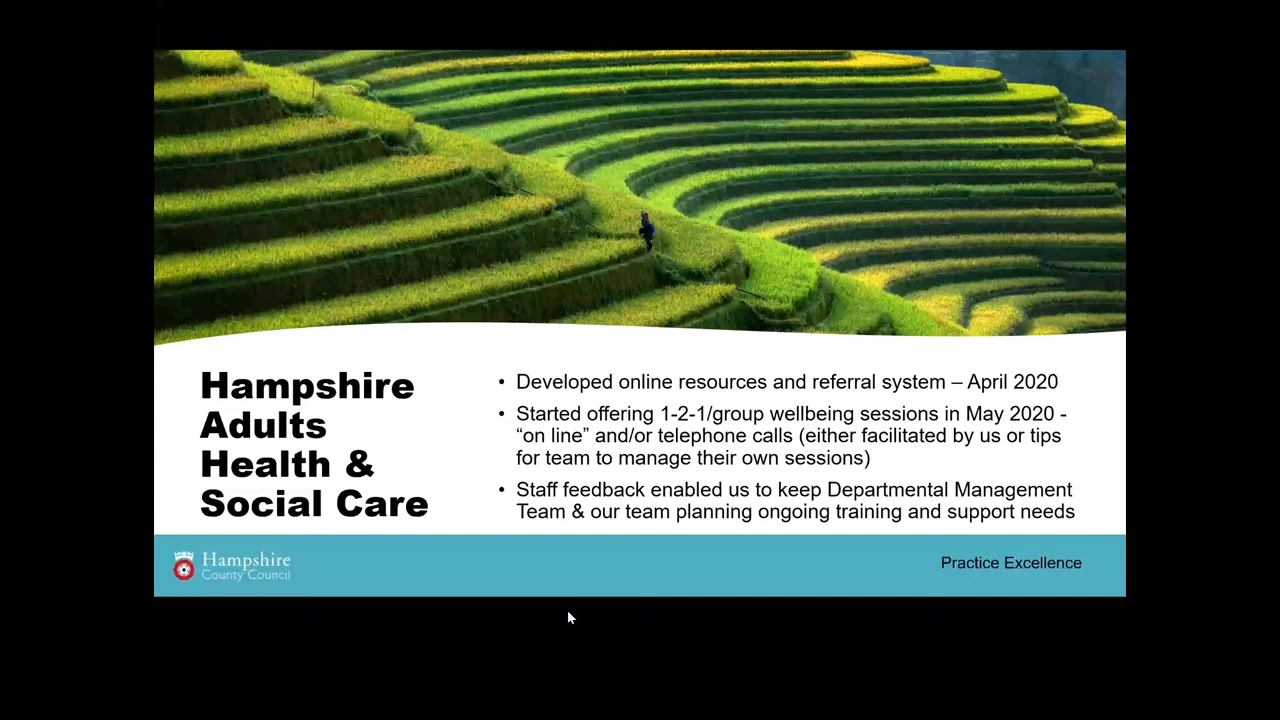 Hampshire
Adults
Health &
Social Care
• Developed online resources and referral system – April 2020
• Started offering 1-2-1/group wellbeing sessions in May 2020 -
“on line” and/or telephone calls (either facilitated by us or tips
for team to manage their own sessions)
• Staff feedback enabled us to keep Departmental Management
Team & our team planning ongoing training and support needs
Hampshire
County Council
Practice Excellence